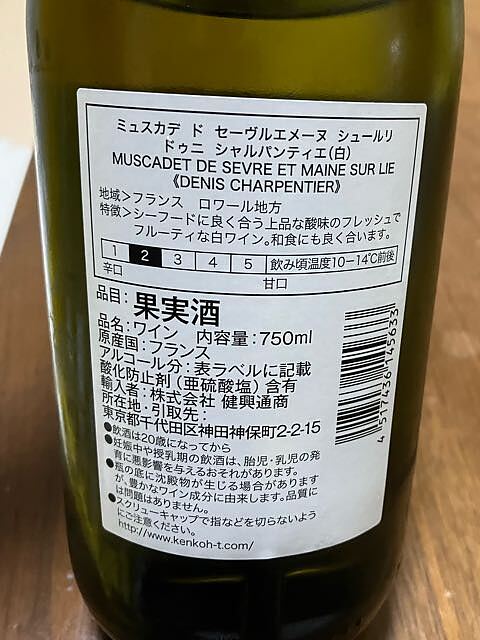 ミュスカデ ド セーヴルエメーヌ シュールリ
ドゥニ シャルパンティエ(白)
MUSCADET DE SEVRE ET MAINE SUR LIE
《DENIS CHARPENTIER》
地域>フランス ロワール地方
特徴>シーフードに良く合う上品な酸味のフレッシュで
フルーティな白ワイン。和食にも良く合います。
1 2 3 4 5 飲み頃温度10-14℃前後
辛口 甘口
品目:果実酒
品名:ワイン 内容量:750ml
原産国:フランス
アルコール分:表ラベルに記載
酸化防止剤(亜硫酸塩)含有
輸入者:株式会社 健興通商
所在地・引取先:
東京都千代田区神田神保町2-2-15
●飲酒は20歳になってから
●妊娠中や授乳期の飲酒は、胎児・乳児の発
育に悪影響を与えるおそれがあります。
●瓶の底に沈殿物が生じる場合があります
が、豊かなワイン成分に由来します。品質に
は問題はありません。
●スクリューキャップで指などを切らないよう
にご注意ください。
http://www.kenkoh-t.com/
4 517436 145633